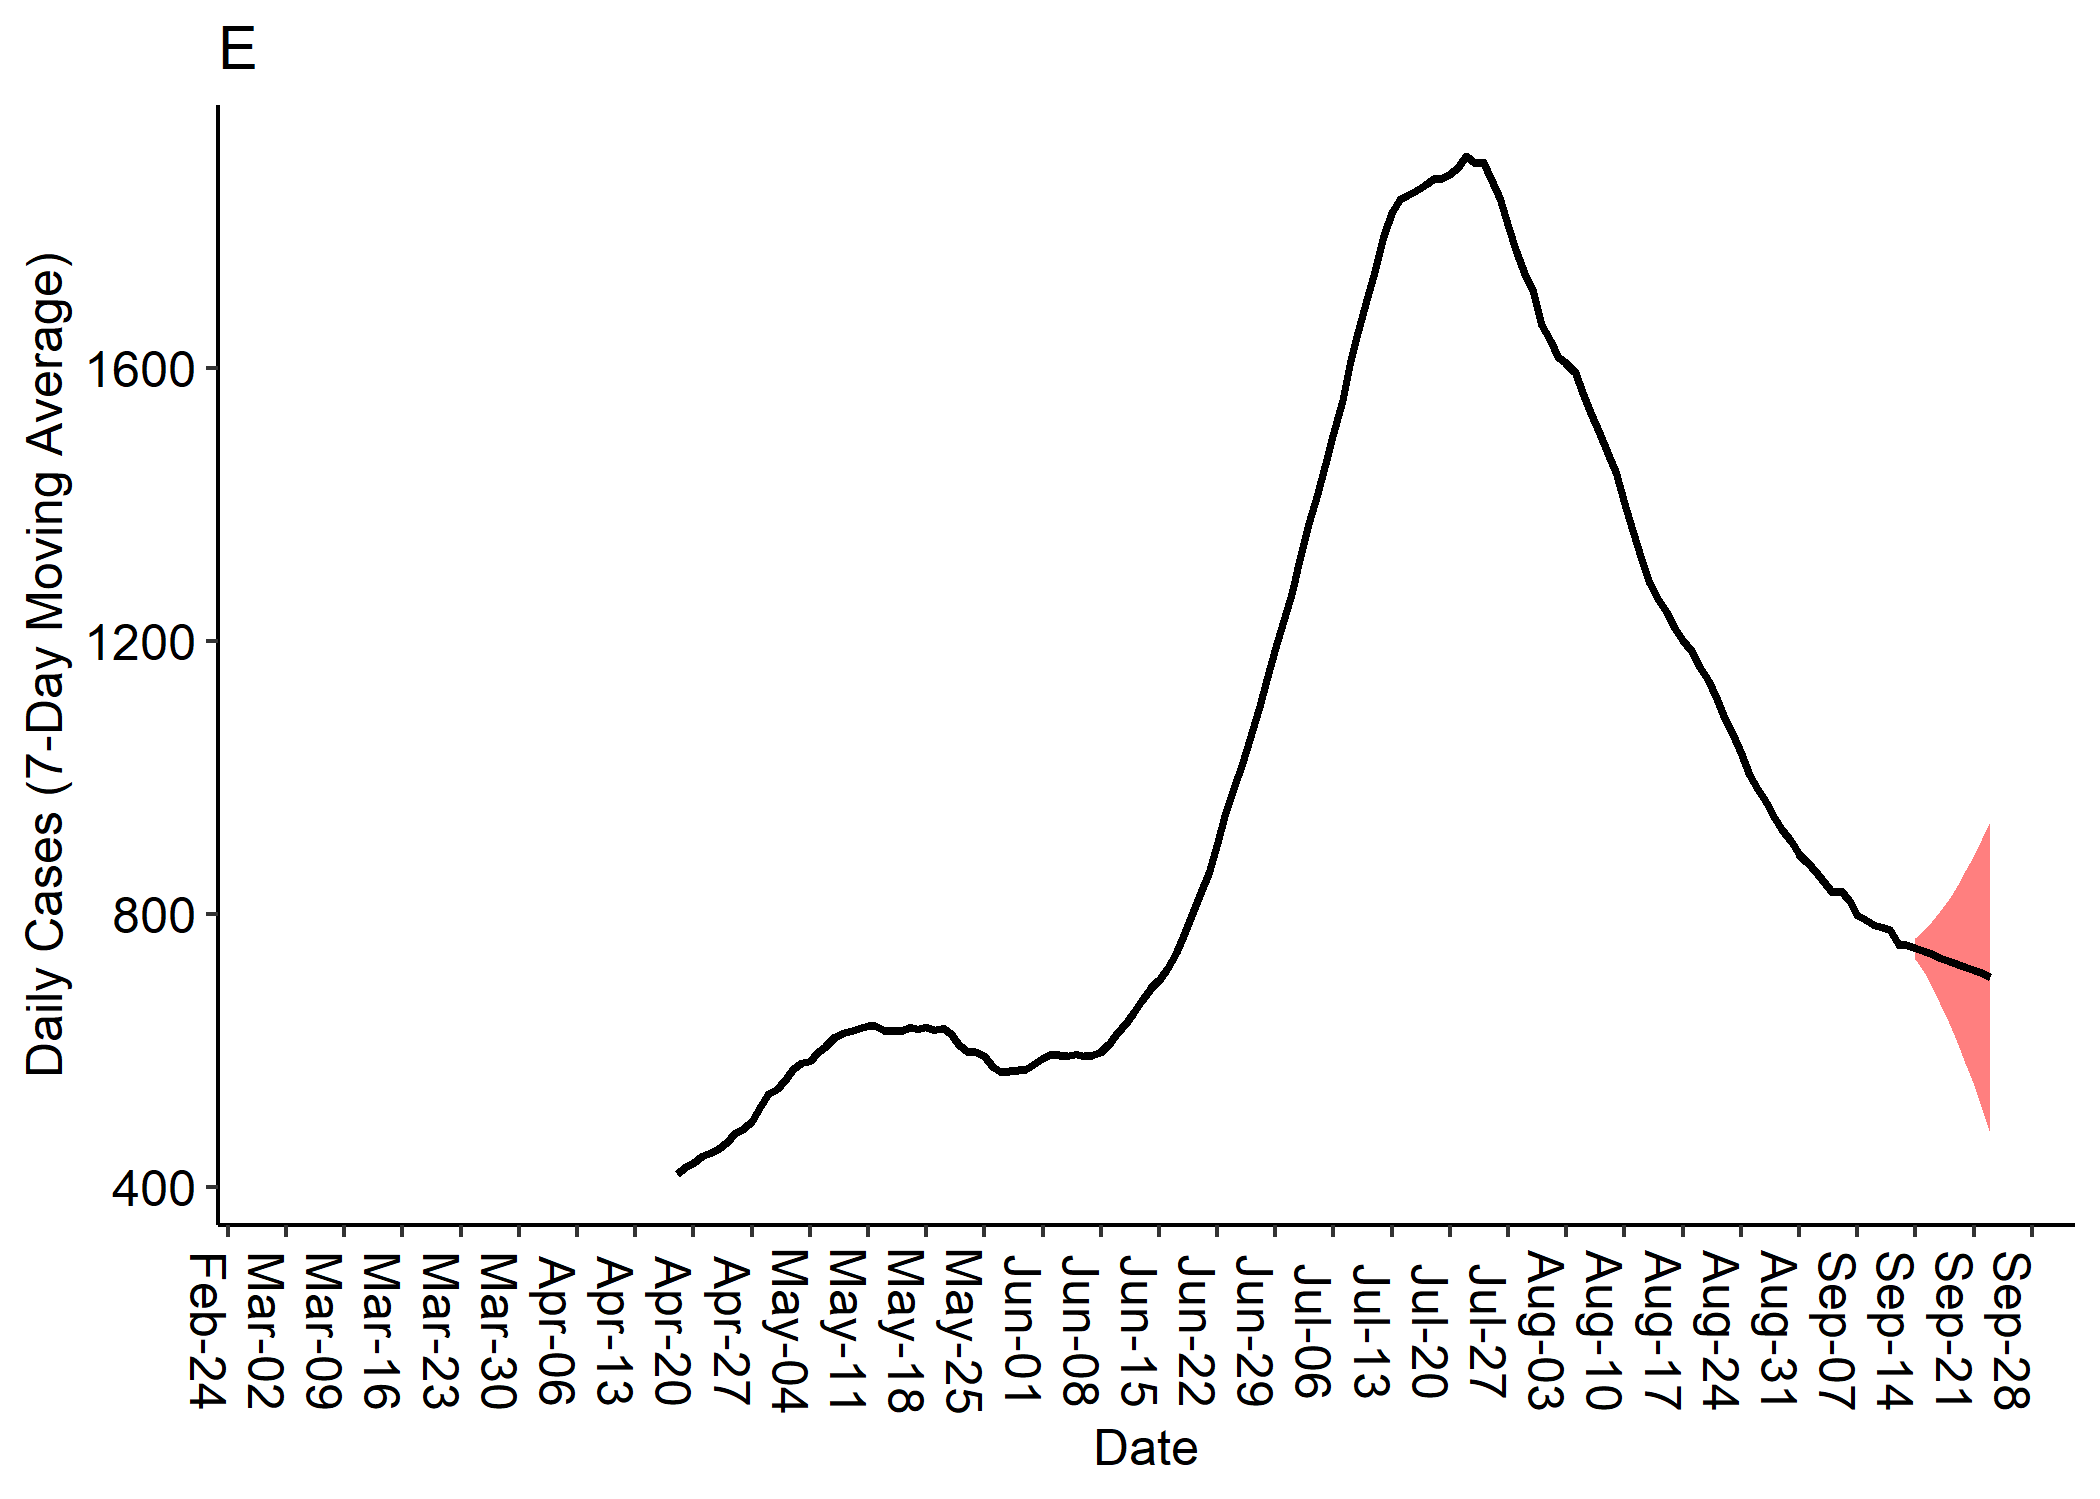 E
Daily Cases (7-Day Moving Average)
1600
1200
800
400
Feb-24
Mar-02
Mar-09
Mar-16
Mar-23
Mar-30
Apr-06
Apr-13
Apr-20
Apr-27
May-04
May-11
May-18
May-25
Jun-01
Jun-08
Jun-15
Jun-22
Jun-29
Jul-06
Jul-13
Jul-20
Jul-27
Aug-03
Aug-10
Aug-17
Aug-24
Aug-31
Sep-07
Sep-14
Sep-21
Sep-28
Date